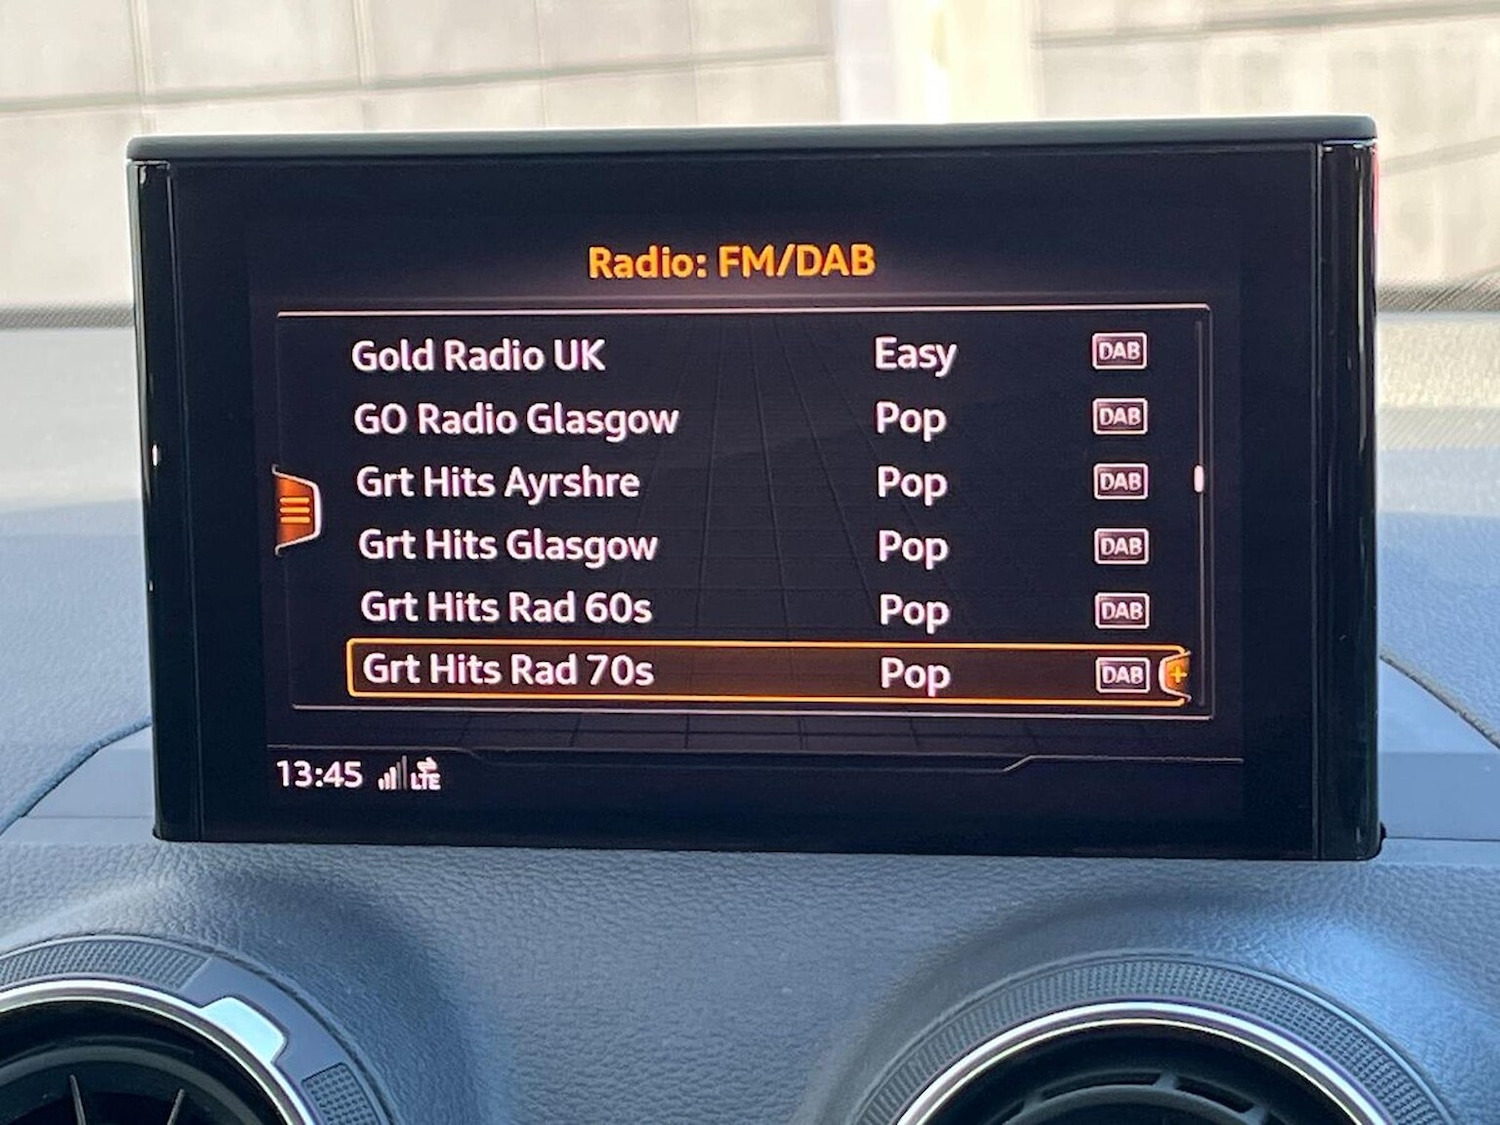 Radio: FM/DAB
Gold Radio UK Easy DAB
GO Radio Glasgow Pop DAB
Grt Hits Ayrshre Pop DAB
Grt Hits Glasgow Pop DAB
Grt Hits Rad 60s Pop DAB
Grt Hits Rad 70s Pop DAB +
13:45 LTE